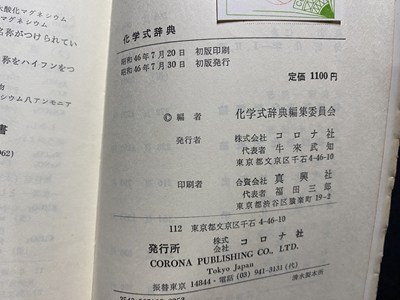 水酸化マグネシウム
マグネシウム
名称がつけられてい
称をハイフンをつ
シウム八アンモニア
書
962)
化学式辞典
昭和46年7月20日 初版印刷
昭和46年7月30日 初版発行
定価 1100円
© 編者 化学式辞典編集委員会
発行者 株式会社 コロナ社
代表者 牛来武知
東京都文京区千石4-46-10
印刷者 合資会社 真興社
代表者 福田三郎
東京都渋谷区猿楽町19-2
112 東京都文京区千石4-46-10
発行所 株式会社 コロナ社
CORONA PUBLISHING CO., LTD.
Tokyo Japan
振替東京 14844・電話 (03) 941-3131(代)
清水製本所